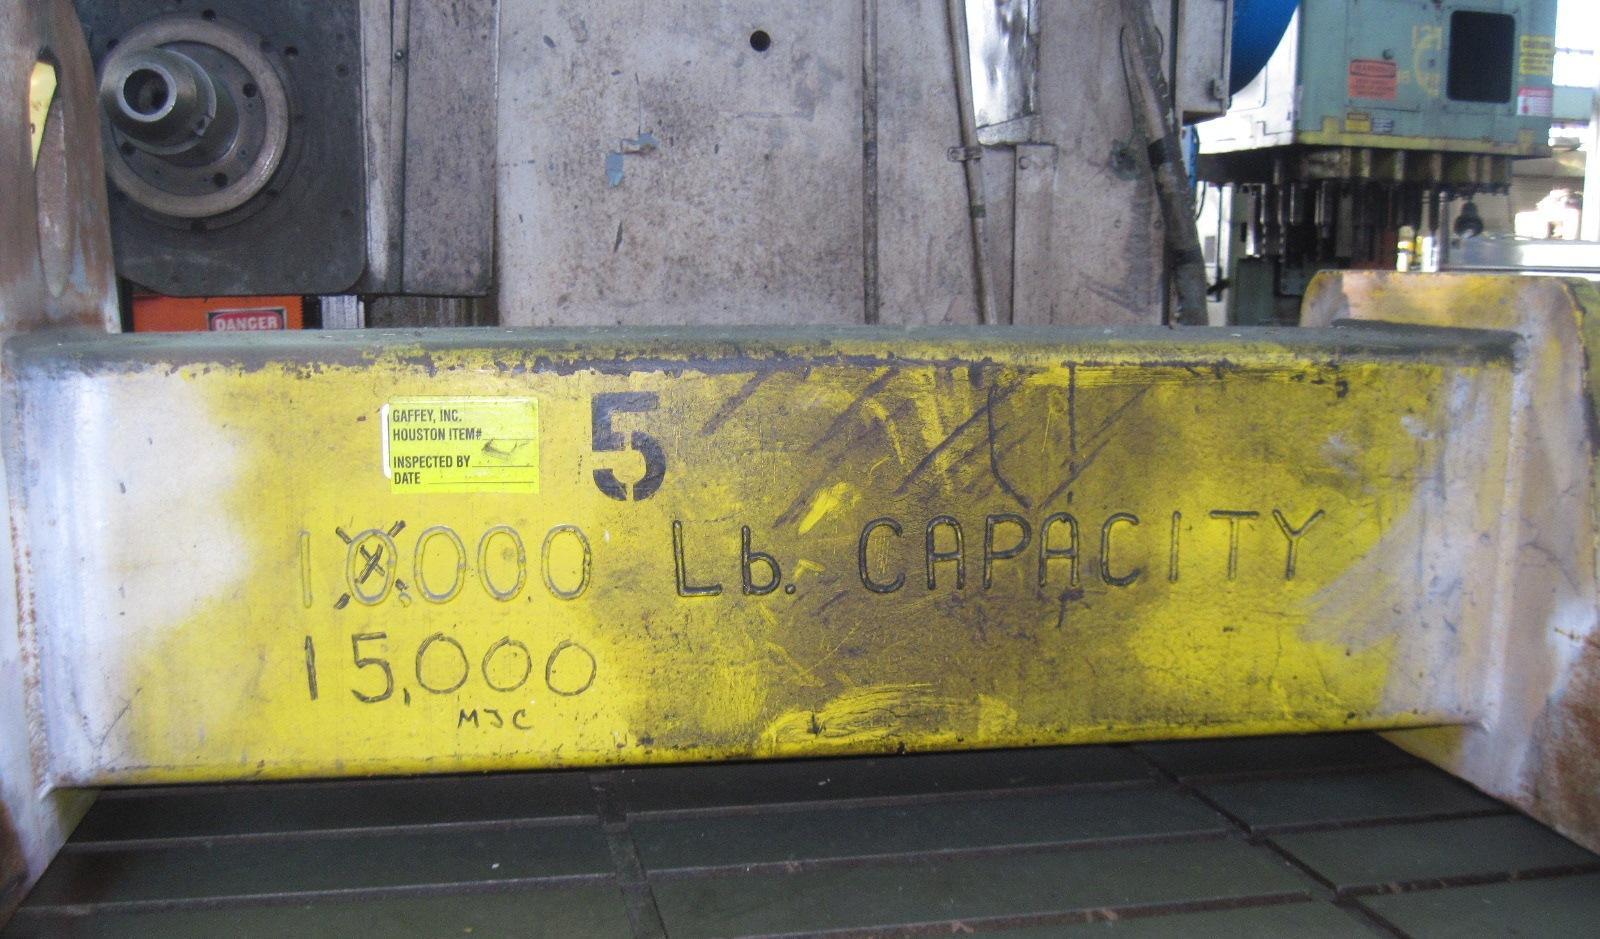 DANGER
GAFFEY, INC.
HOUSTON ITEM#
INSPECTED BY
DATE
5
10,000 Lb. CAPACITY
15,000
MJC